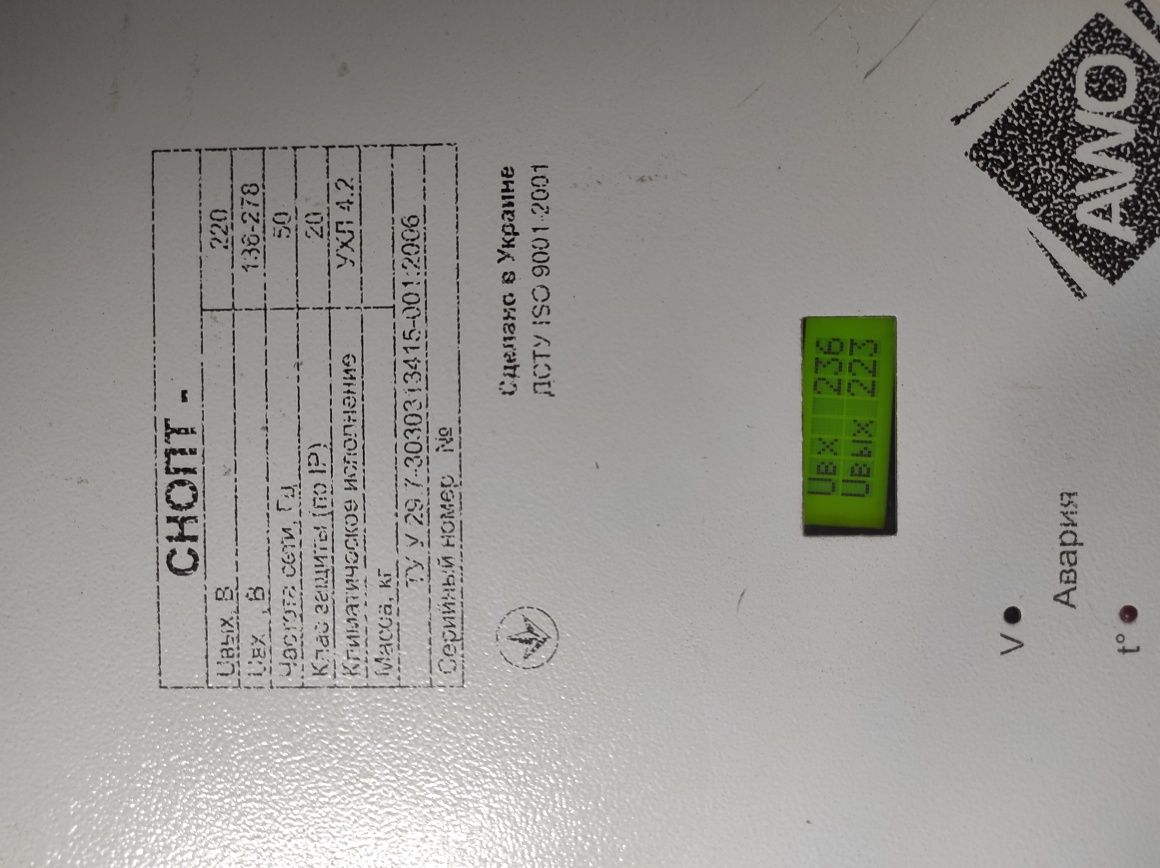 СНОПТ -
Uвых, В 220
Uвх , В 136-278
Частота сети, Гц 50
Клас защиты (по IP) 20
Климатическое исполнение УХЛ 4.2
Масса, кг
ТУ У 29.7-3030313415-001:2006
Серийный номер №
Сделано в Украине
ДСТУ ISO 9001-2001
Uвх 236
Uвых 223
AWO
V
Авария
t°